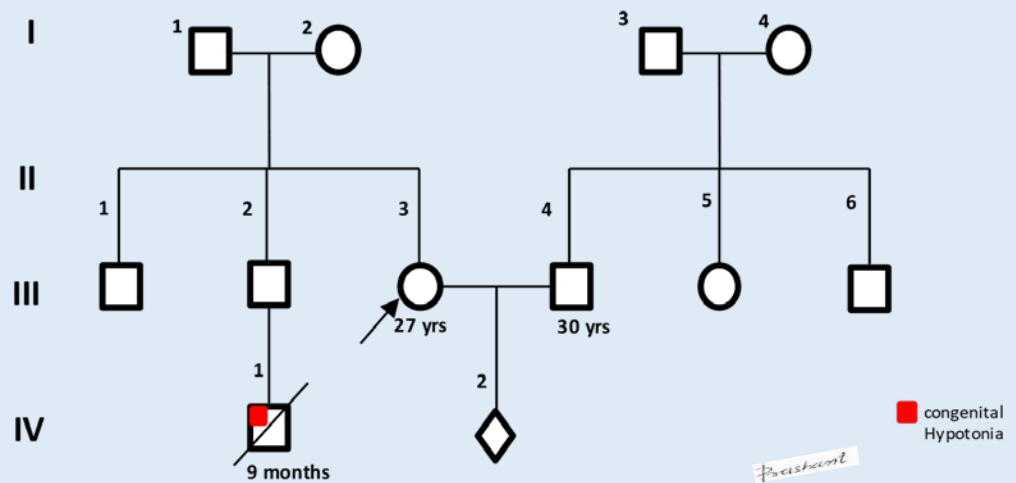 I 1 2 3 4
II
1 2 3 4 5 6
III
27 yrs 30 yrs
1 2
IV
9 months
congenital
Hypotonia
Prashant